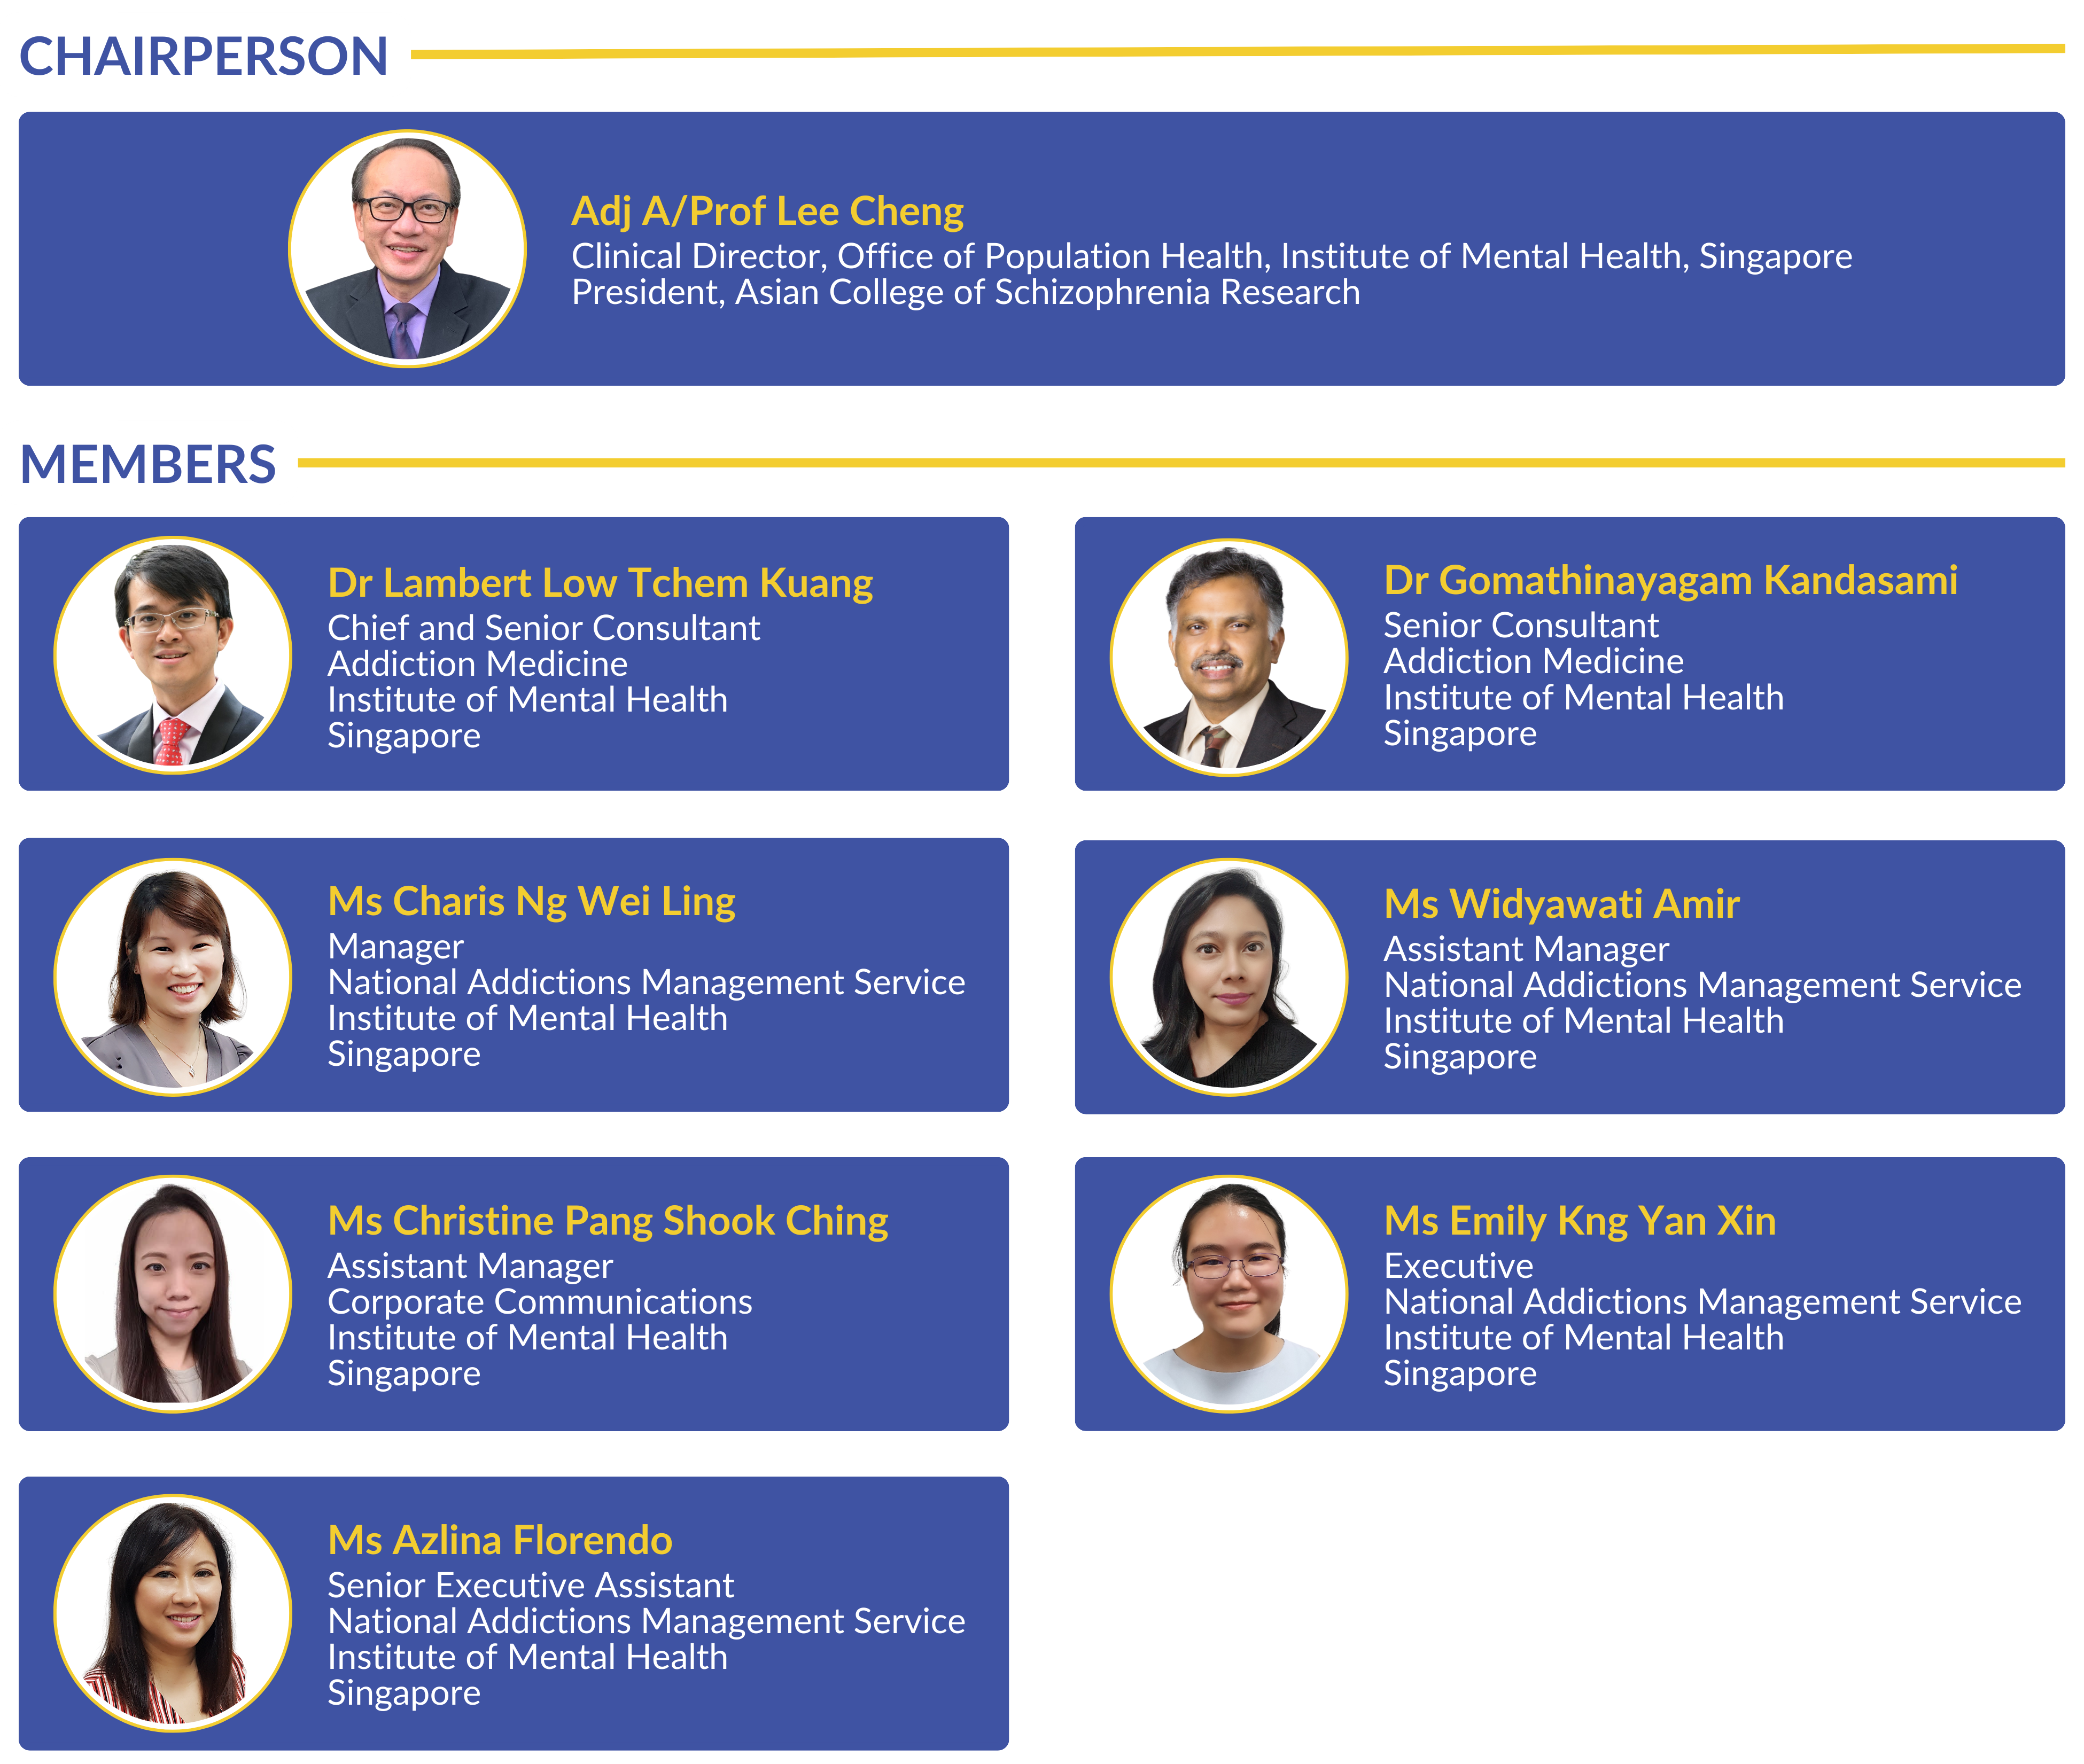 CHAIRPERSON
Adj A/Prof Lee Cheng
Clinical Director, Office of Population Health, Institute of Mental Health, Singapore
President, Asian College of Schizophrenia Research
MEMBERS
Dr Lambert Low Tchem Kuang
Chief and Senior Consultant
Addiction Medicine
Institute of Mental Health
Singapore
Dr Gomathinayagam Kandasami
Senior Consultant
Addiction Medicine
Institute of Mental Health
Singapore
Ms Charis Ng Wei Ling
Manager
National Addictions Management Service
Institute of Mental Health
Singapore
Ms Widyawati Amir
Assistant Manager
National Addictions Management Service
Institute of Mental Health
Singapore
Ms Christine Pang Shook Ching
Assistant Manager
Corporate Communications
Institute of Mental Health
Singapore
Ms Emily Kng Yan Xin
Executive
National Addictions Management Service
Institute of Mental Health
Singapore
Ms Azlina Florendo
Senior Executive Assistant
National Addictions Management Service
Institute of Mental Health
Singapore